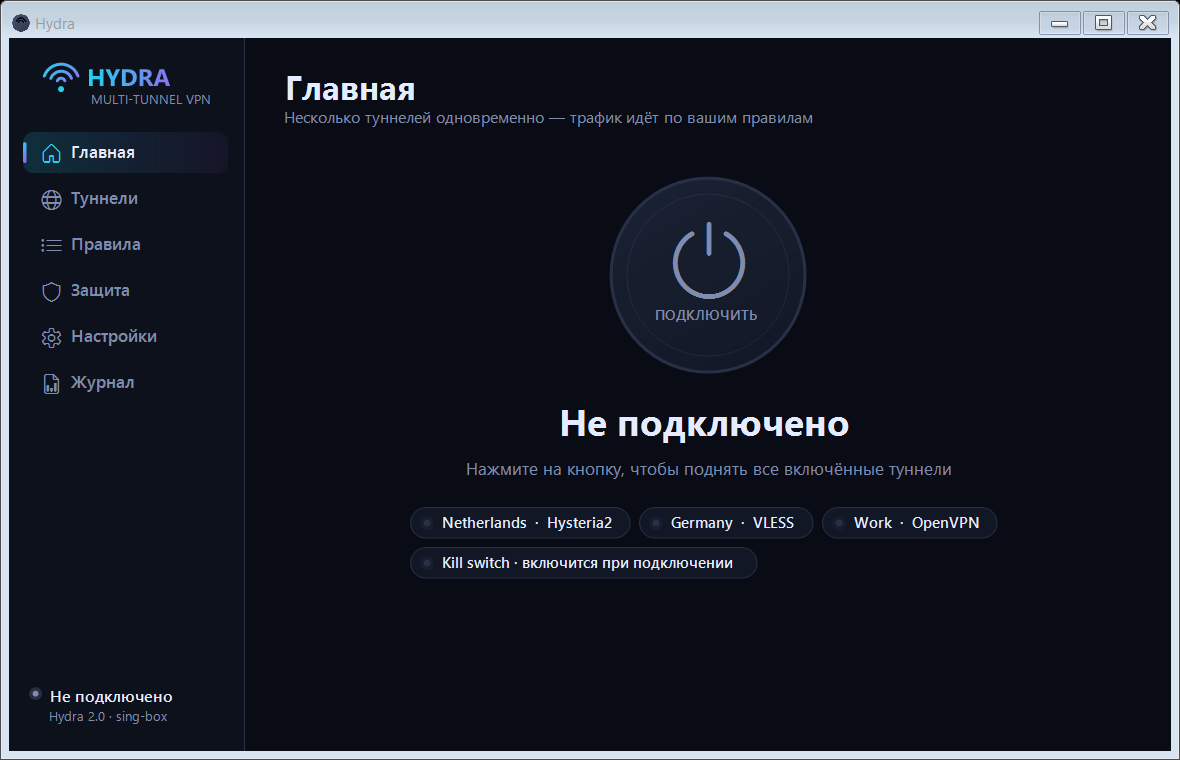 Hydra
HYDRA
MULTI-TUNNEL VPN
Главная
Туннели
Правила
Защита
Настройки
Журнал
Не подключено
Hydra 2.0 · sing-box
Главная
Несколько туннелей одновременно — трафик идёт по вашим правилам
ПОДКЛЮЧИТЬ
Не подключено
Нажмите на кнопку, чтобы поднять все включённые туннели
Netherlands · Hysteria2
Germany · VLESS
Work · OpenVPN
Kill switch · включится при подключении